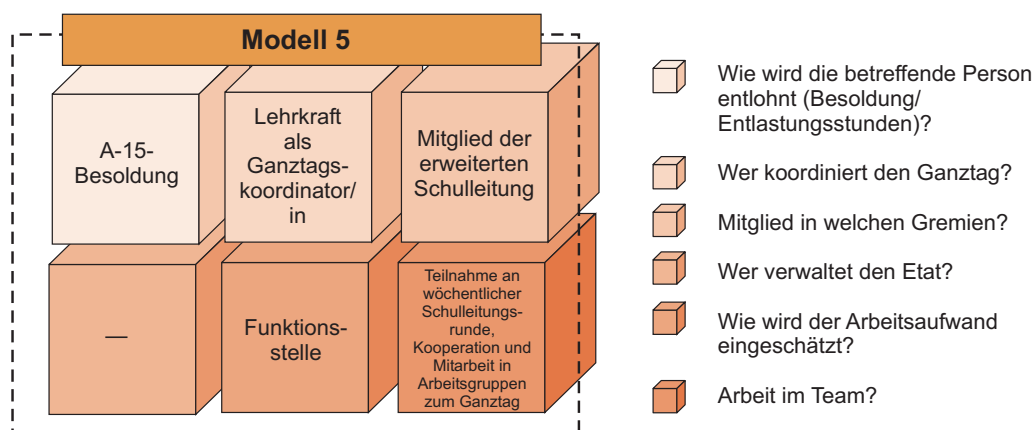 Modell 5
A-15-
Besoldung
Lehrkraft
als
Ganztags-
koordinator/
in
Mitglied der
erweiterten
Schulleitung
—
Funktions-
stelle
Teilnahme an
wöchentlicher
Schulleitungs-
runde,
Kooperation und
Mitarbeit in
Arbeitsgruppen
zum Ganztag
Wie wird die betreffende Person
entlohnt (Besoldung/
Entlastungsstunden)?
Wer koordiniert den Ganztag?
Mitglied in welchen Gremien?
Wer verwaltet den Etat?
Wie wird der Arbeitsaufwand
eingeschätzt?
Arbeit im Team?